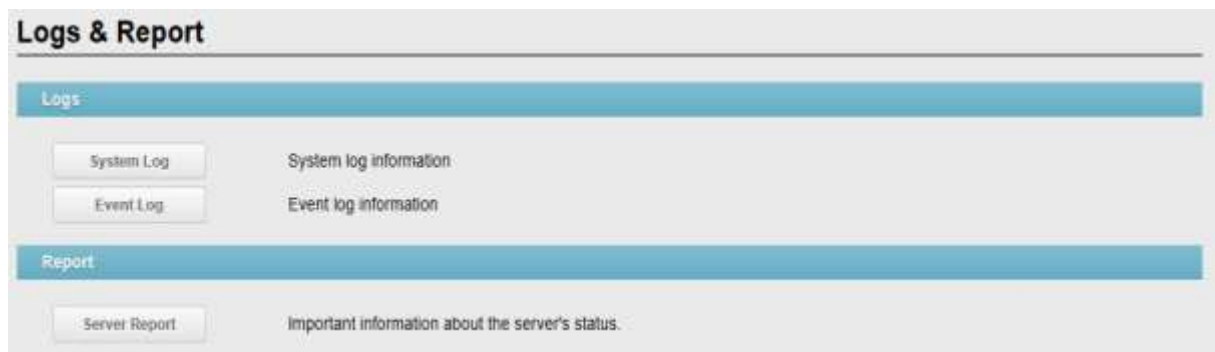 Logs & Report
Logs
System Log System log information
Event Log Event log information
Report
Server Report Important information about the server's status.